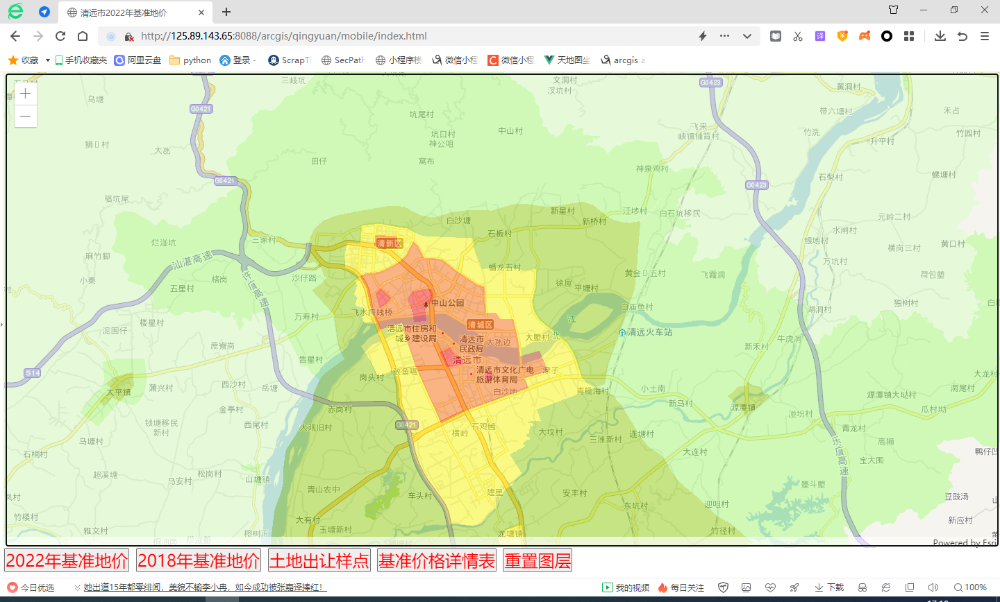 清远市2022年基准地价
http://125.89.143.65:8088/arcgis/qingyuan/mobile/index.html
收藏 手机收藏夹 阿里云盘 python 登录 - ScrapTi SecPath 小程序模 微信小程 微信小程 天地图坐 arcgis a
三岐坑 文洞村 G0423 黄洞村
乌塘 汊坑村
G0421 坑尾村 带六塘村 禾占
坑口村 中山村 飞来 竹洗 竹园村
神公咀 峡镇铺背村 升平村
大氹
田仔 窝布 神泉鸡村
G0421 石梨村 螺塘村
G0423
骆坑尾
新星村 江埗村 白石坑移民
白沙塘 新桥村 元岭二村
石板村 水闸村
烂湴坑 三家村 清新区 银地村 黄口村
横岗三村
麻竹脚 汕湛高速 万坑村
蟠龙五村
小秦 格岗 沙仔路 飞霞洞 荷包塱
五星村 许广高速 徐屋 平塘村
中山公园 独树村
飞水跨线桥 白庙鱼村 湖洞村
万寿村 江
楼星村 清城区
泥围仔 清远市住房和 清远火车站
城乡建设局 清远市 大氹边 大塱村 北 牛虎洞
蔗寮岗 民政局 新禾村
告星村 清远市
S14 敢鱼嘴 清远市文化广电 潦子 大龙村
岗头村 旅游体育局
西沙村 洞尾村
蒲兴村 岳塘 白沙地 青榄海村 小土南
太平镇 源潭镇大垯村
新马村 源潭镇 瓜村坳
金亭村 赤岗村 湴坋村
锁塘移民 西尾村 G0421 石鸡乸
新村 大观旧村 横岭 大坟村 连塘村 青龙村
马塘村 三洲新村 高狮
乐广高速
石桐村 大连村 宝大围 鸭仔凹
超溪塘 松岗村
马安村 山塘镇 墨斗塱
青山农中 车头村 建星 安丰村 豆豉汤
凤村 东坑村 迎咀村
竹楼村 大有村 新应村
雅文村 榕树正 玉塘新村 龙塘镇 竹径村
桐油岗
Powered by Esri
2022年基准地价 2018年基准地价 土地出让样点 基准价格详情表 重置图层
今日优选 她出道15年都零绯闻，美貌不输李小冉，如今成功被张嘉译捧红！ 我的视频 每日关注 下载 100%